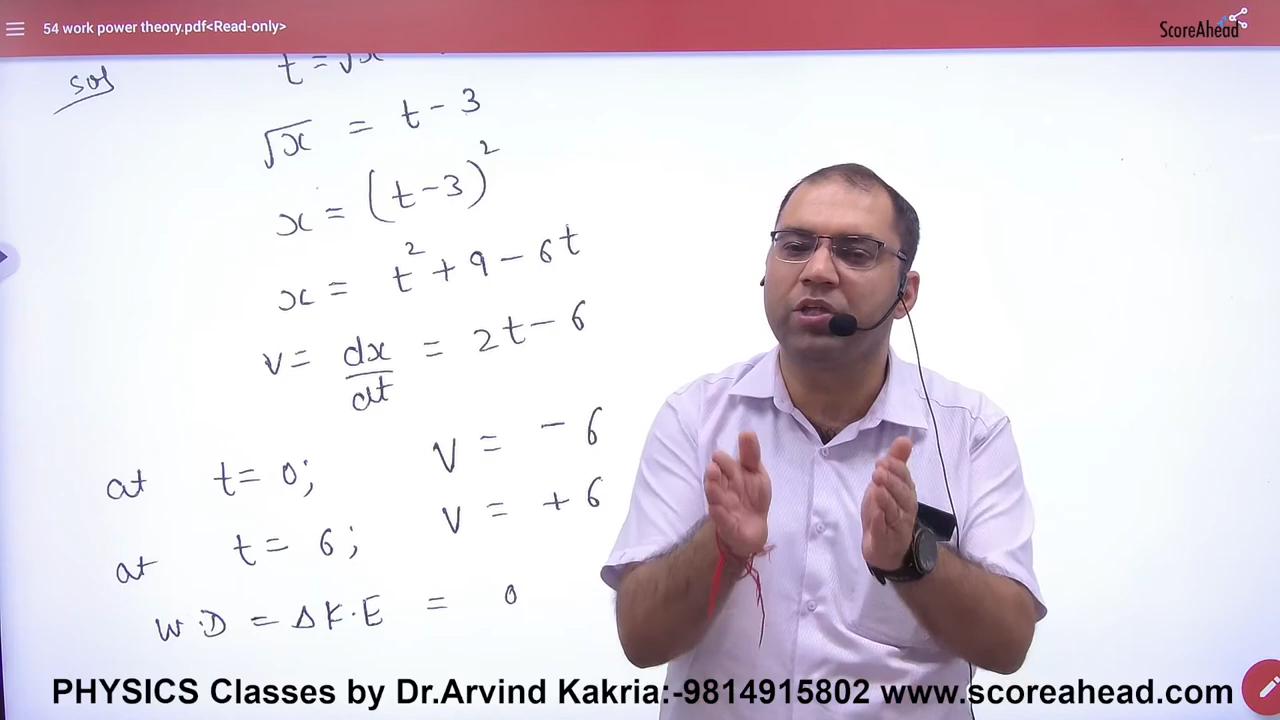 54 work power theory.pdf<Read-only>
ScoreAhead
sol
t = √x
√x = t - 3
x = (t - 3)²
x = t² + 9 - 6t
v = dx/dt = 2t - 6
at t = 0; v = - 6
at t = 6; v = + 6
W.D = ΔK.E = 0
PHYSICS Classes by Dr.Arvind Kakria:-9814915802 www.scoreahead.com